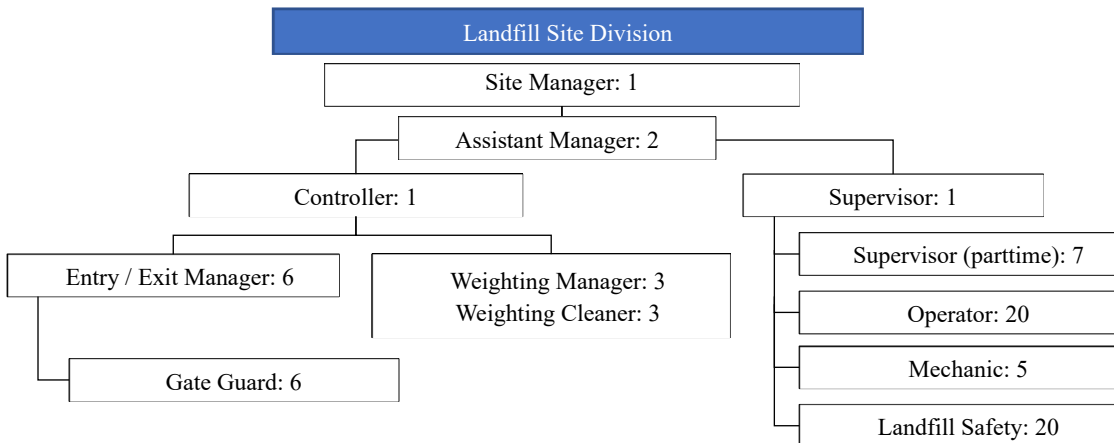 Landfill Site Division
Site Manager: 1
Assistant Manager: 2
Controller: 1
Supervisor: 1
Entry / Exit Manager: 6
Weighting Manager: 3
Weighting Cleaner: 3
Supervisor (parttime): 7
Operator: 20
Gate Guard: 6
Mechanic: 5
Landfill Safety: 20